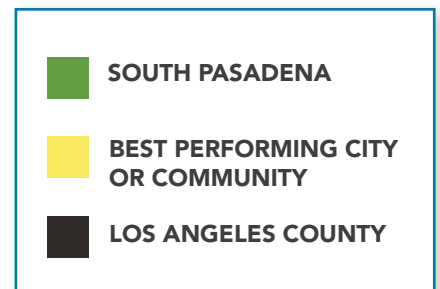 SOUTH PASADENA
BEST PERFORMING CITY
OR COMMUNITY
LOS ANGELES COUNTY